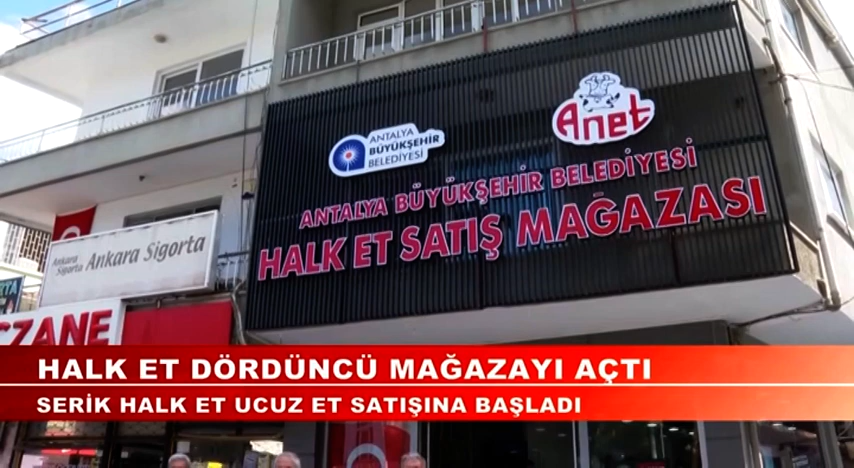 Anet
ANTALYA
BÜYÜKŞEHİR
BELEDİYESİ
ANTALYA BÜYÜKŞEHİR BELEDİYESİ
HALK ET SATIŞ MAĞAZASI
Ankara
Sigorta
Ankara Sigorta
CZANE
HALK ET DÖRDÜNCÜ MAĞAZAYI AÇTI
SERİK HALK ET UCUZ ET SATIŞINA BAŞLADI